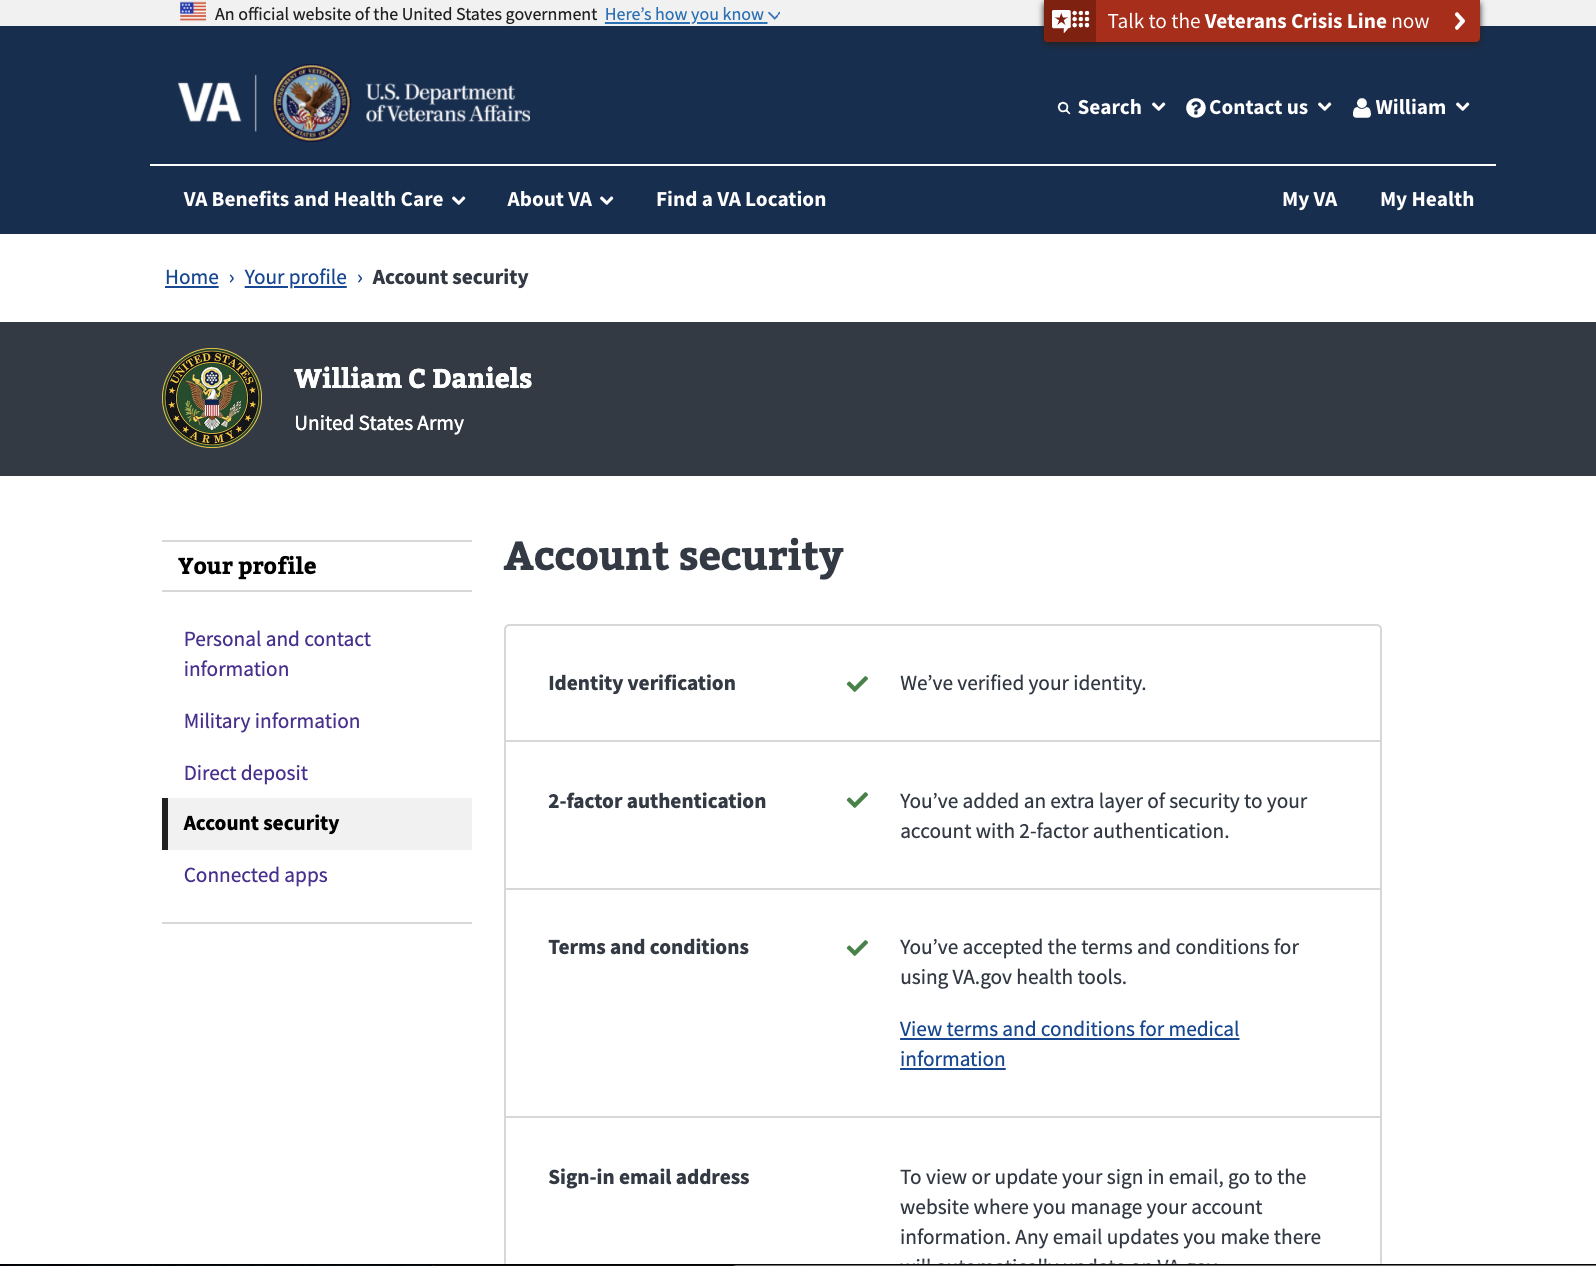 An official website of the United States government Here's how you know
Talk to the Veterans Crisis Line now
VA
U.S. Department
of Veterans Affairs
Search
Contact us
William
VA Benefits and Health Care
About VA
Find a VA Location
My VA
My Health
Home › Your profile › Account security
UNITED STATES
ARMY
William C Daniels
United States Army
Your profile
Personal and contact
information
Military information
Direct deposit
Account security
Connected apps
Account security
Identity verification
We've verified your identity.
2-factor authentication
You've added an extra layer of security to your
account with 2-factor authentication.
Terms and conditions
You've accepted the terms and conditions for
using VA.gov health tools.
View terms and conditions for medical
information
Sign-in email address
To view or update your sign in email, go to the
website where you manage your account
information. Any email updates you make there